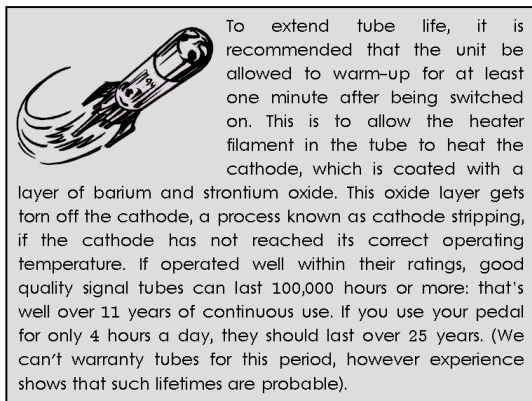 To extend tube life, it is
recommended that the unit be
allowed to warm-up for at least
one minute after being switched
on. This is to allow the heater
filament in the tube to heat the
cathode, which is coated with a
layer of barium and strontium oxide. This oxide layer gets
torn off the cathode, a process known as cathode stripping,
if the cathode has not reached its correct operating
temperature. If operated well within their ratings, good
quality signal tubes can last 100,000 hours or more: that's
well over 11 years of continuous use. If you use your pedal
for only 4 hours a day, they should last over 25 years. (We
can't warranty tubes for this period, however experience
shows that such lifetimes are probable).